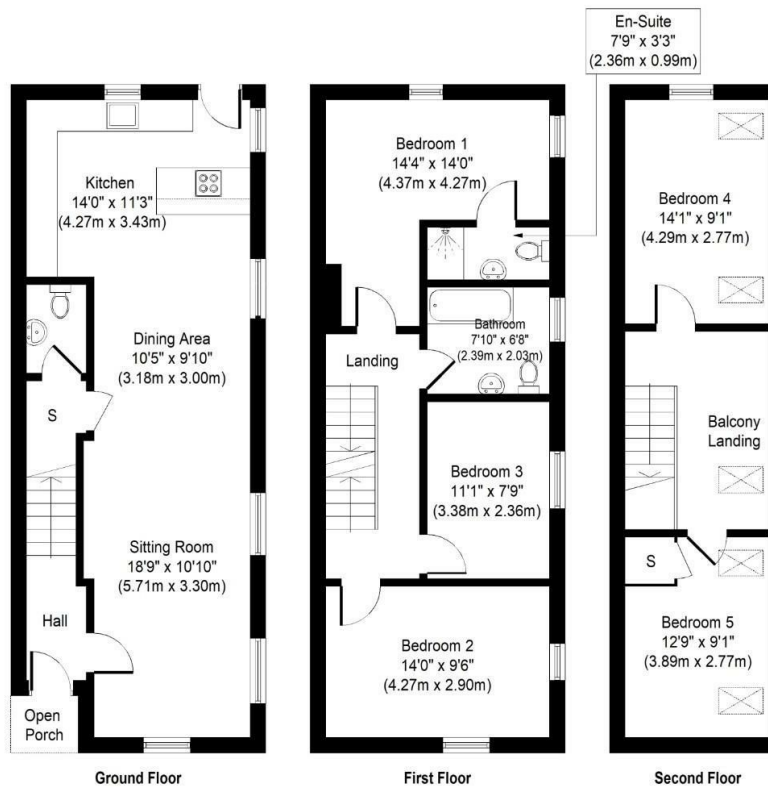 En-Suite
7'9" x 3'3"
(2.36m x 0.99m)
Kitchen
14'0" x 11'3"
(4.27m x 3.43m)
Dining Area
10'5" x 9'10"
(3.18m x 3.00m)
S
Sitting Room
18'9" x 10'10"
(5.71m x 3.30m)
Hall
Open
Porch
Ground Floor
Bedroom 1
14'4" x 14'0"
(4.37m x 4.27m)
Bathroom
7'10" x 6'8"
(2.39m x 2.03m)
Landing
Bedroom 3
11'1" x 7'9"
(3.38m x 2.36m)
Bedroom 2
14'0" x 9'6"
(4.27m x 2.90m)
First Floor
Bedroom 4
14'1" x 9'1"
(4.29m x 2.77m)
Balcony
Landing
S
Bedroom 5
12'9" x 9'1"
(3.89m x 2.77m)
Second Floor